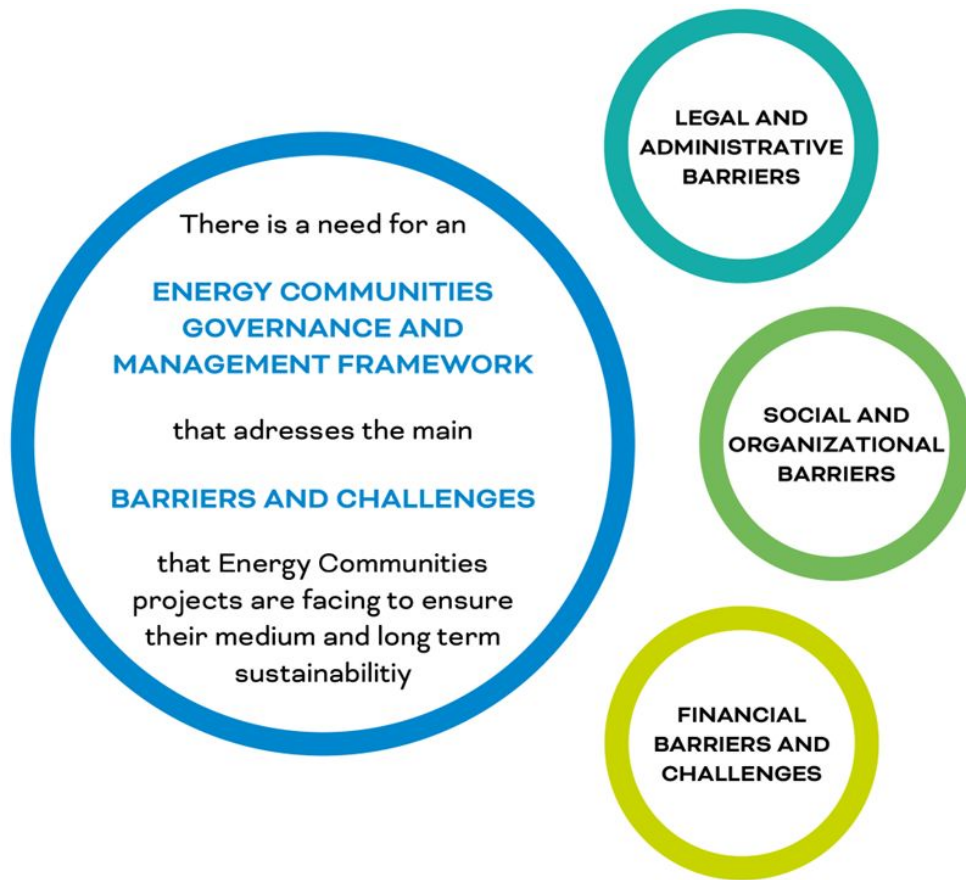 There is a need for an
ENERGY COMMUNITIES
GOVERNANCE AND
MANAGEMENT FRAMEWORK
that adresses the main
BARRIERS AND CHALLENGES
that Energy Communities
projects are facing to ensure
their medium and long term
sustainabilitiy
LEGAL AND
ADMINISTRATIVE
BARRIERS
SOCIAL AND
ORGANIZATIONAL
BARRIERS
FINANCIAL
BARRIERS AND
CHALLENGES